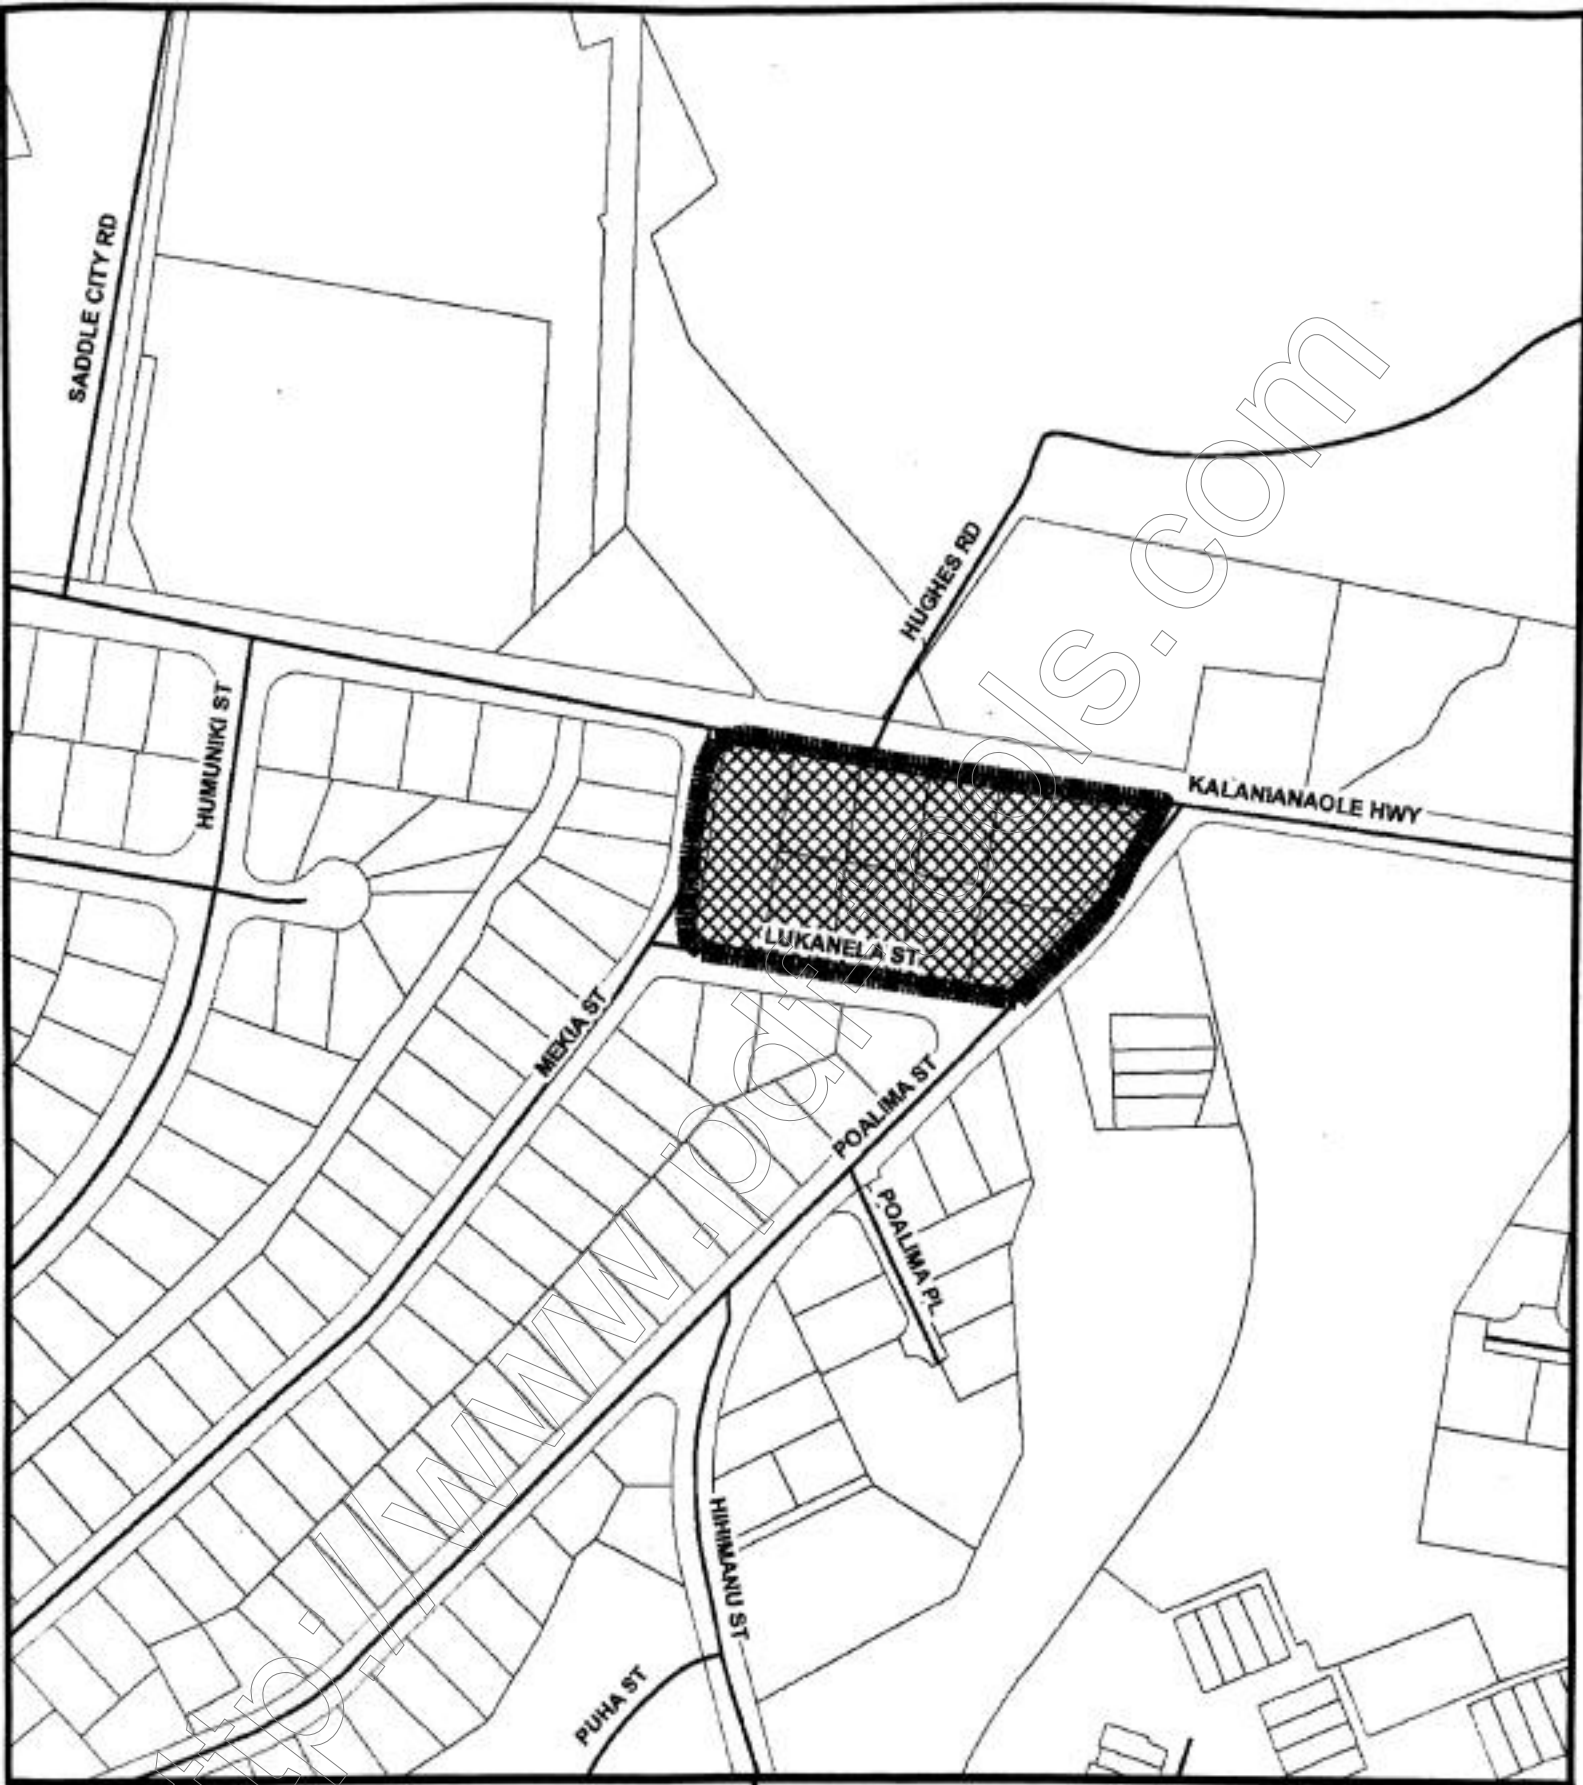 SADDLE CITY RD
HUGHES RD
HUMUNIKI ST
KALANIANAOLE HWY
LUKANELA ST
MEKIA ST
POALIMA ST
POALIMA PL
HIHIMANU ST
PUHA ST